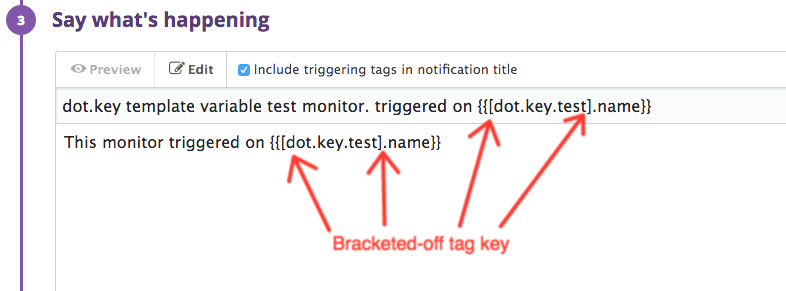 3 Say what's happening
Preview Edit Include triggering tags in notification title
dot.key template variable test monitor. triggered on {{[dot.key.test].name}}
This monitor triggered on {{[dot.key.test].name}}
Bracketed-off tag key